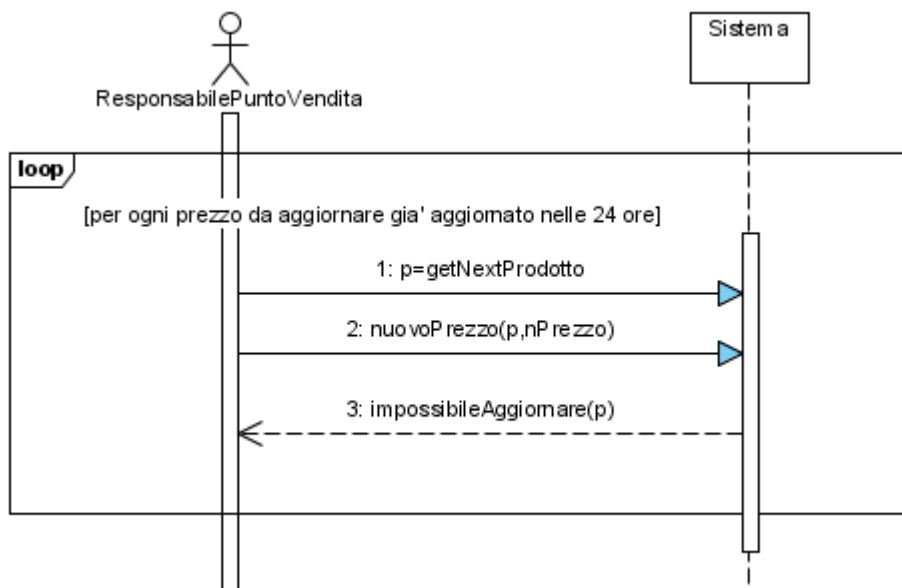 Sistema
ResponsabilePuntoVendita
loop
[per ogni prezzo da aggiornare gia' aggiornato nelle 24 ore]
1: p=getNextProdotto
2: nuovoPrezzo(p,nPrezzo)
3: impossibileAggiornare(p)